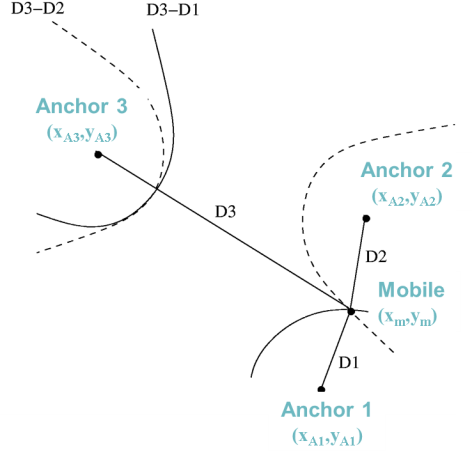 D3–D2
D3–D1
Anchor 3
(xA3,yA3)
Anchor 2
(xA2,yA2)
D3
D2
Mobile
(xm,ym)
D1
Anchor 1
(xA1,yA1)